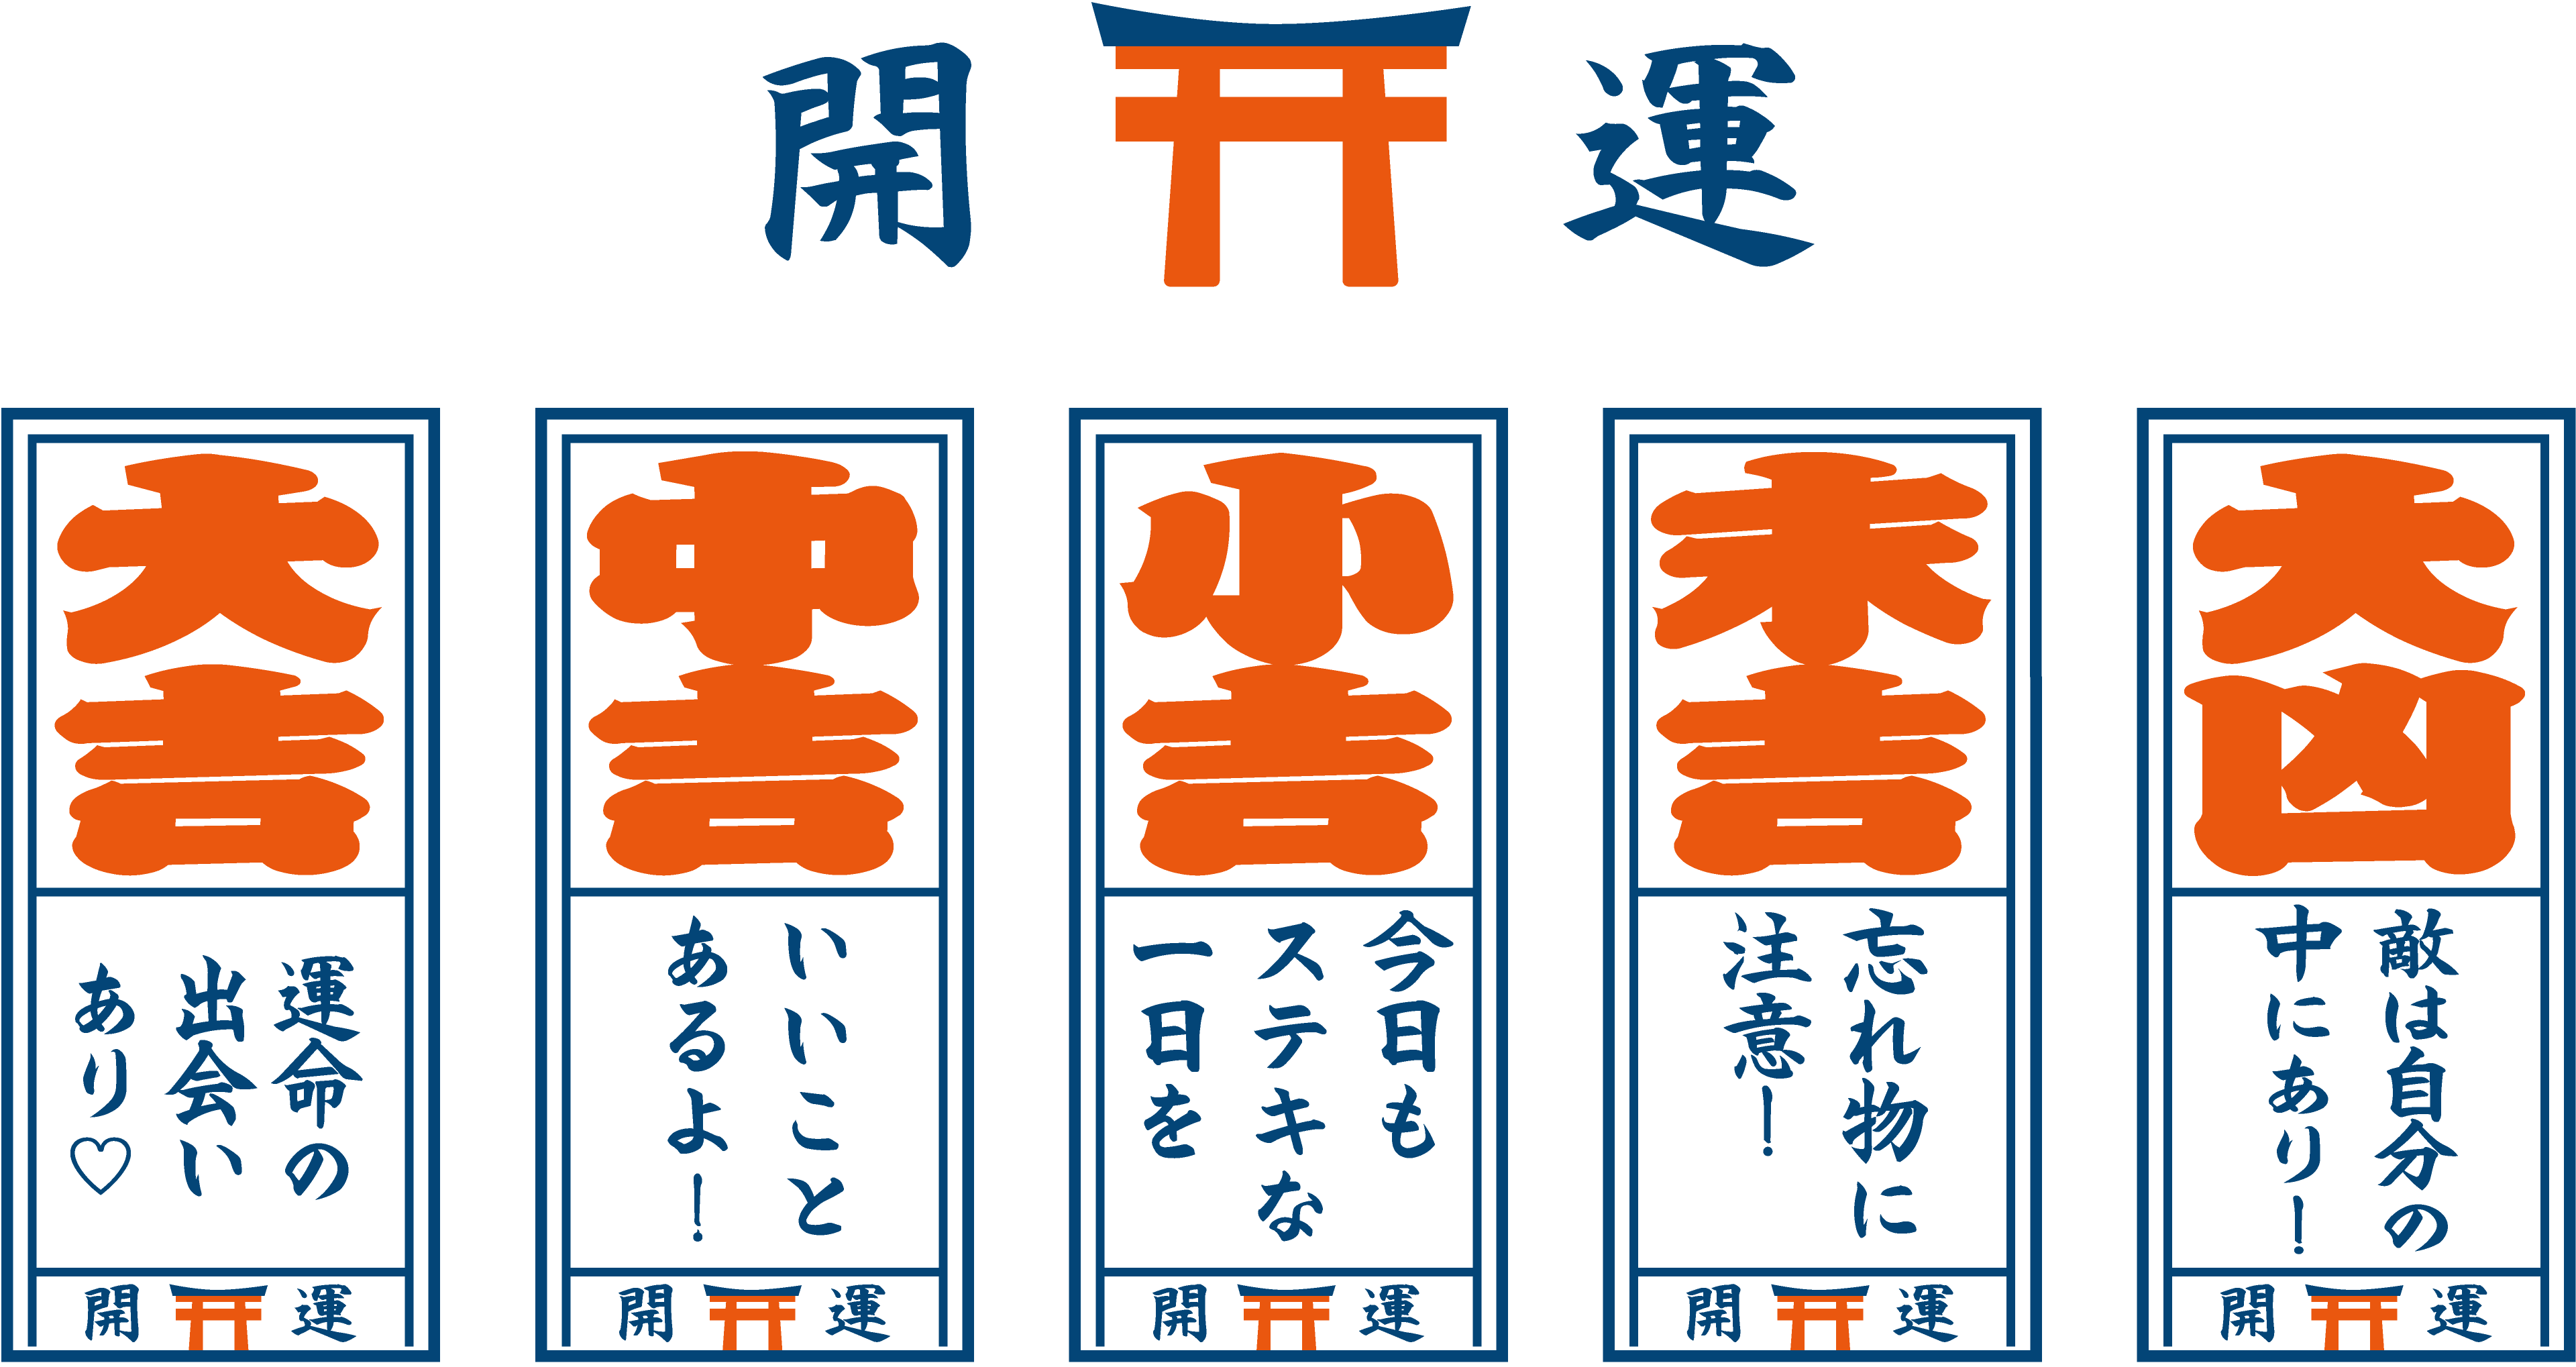 開運
大吉
運命の
出会い
あり♡
開運
中吉
いいこと
あるよ！
開運
小吉
今日も
ステキな
一日を
開運
末吉
忘れ物に
注意！
開運
大凶
敵は自分の
中にあり！
開運